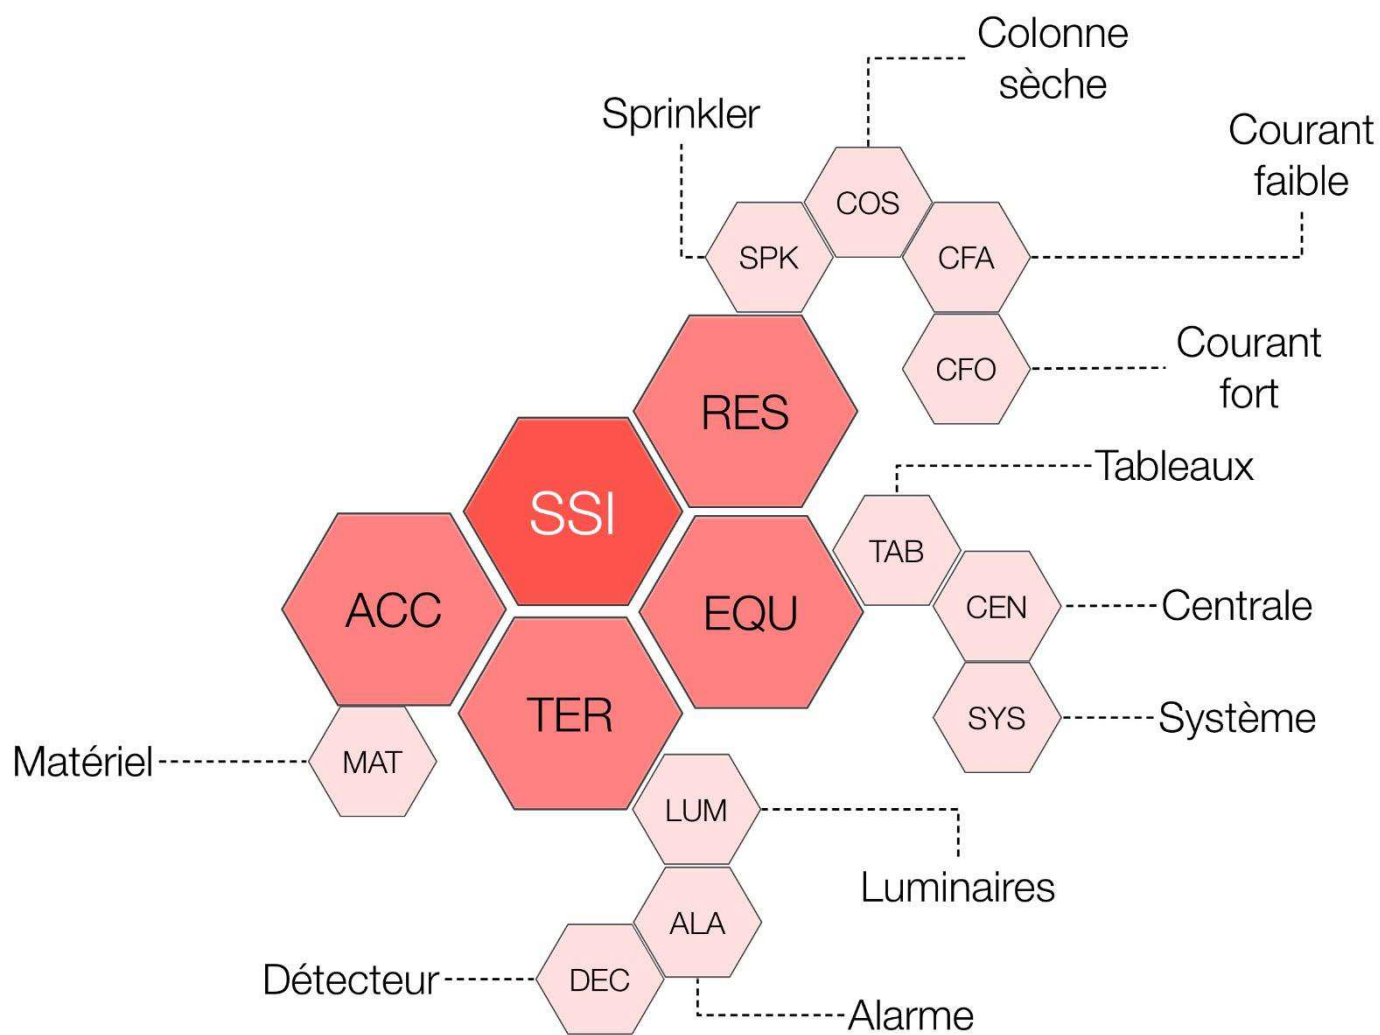 Colonne
sèche
Sprinkler
Courant
faible
COS
SPK
CFA
Courant
fort
CFO
RES
Tableaux
SSI
TAB
ACC
EQU
CEN
Centrale
TER
SYS
Système
Matériel
MAT
LUM
Luminaires
ALA
Détecteur
DEC
Alarme